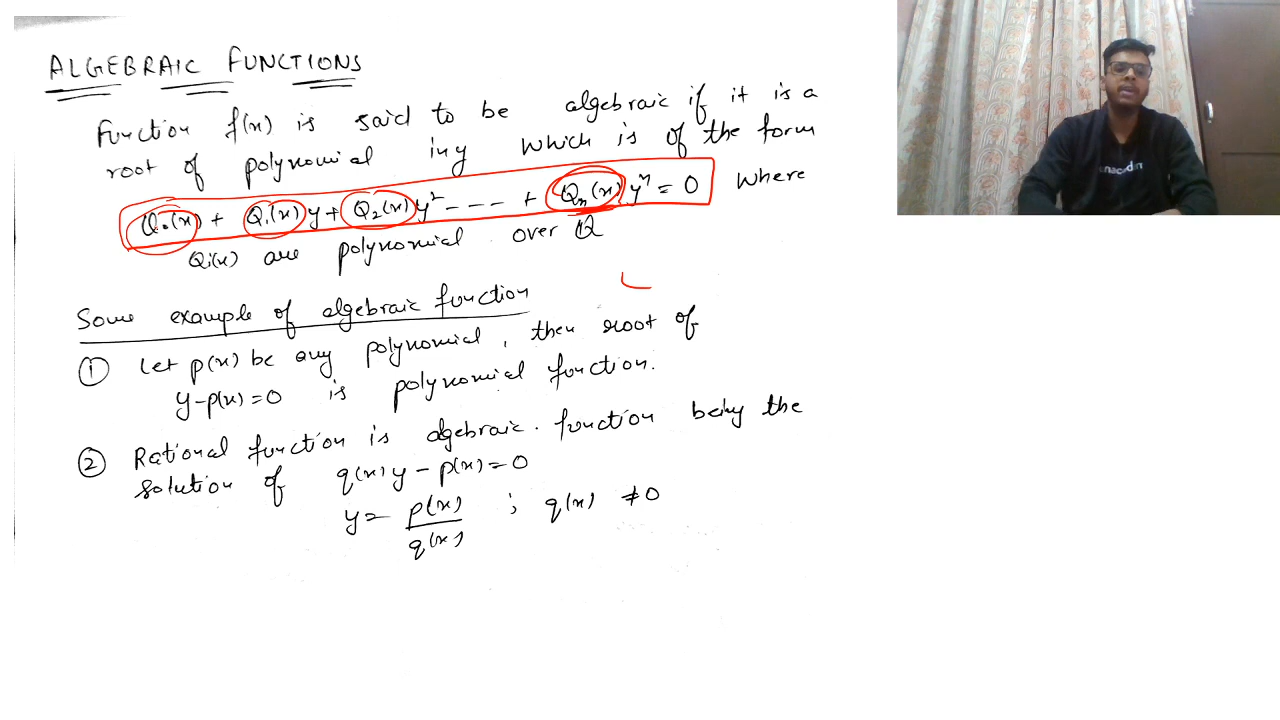 ALGEBRAIC FUNCTIONS
Function f(x) is said to be algebraic if it is a
root of polynomial in y which is of the form
Q₀(x) + Q₁(x) y + Q₂(x) y² ---- + Qₙ(x) yⁿ = 0 where
Qi(x) are polynomial over Q
Some example of algebraic function
① Let p(x) be any polynomial, then root of
y-p(x) = 0 is polynomial function.
② Rational function is algebraic. function being the
solution of q(x) y - p(x) = 0
y = p(x)/q(x) ; q(x) ≠ 0